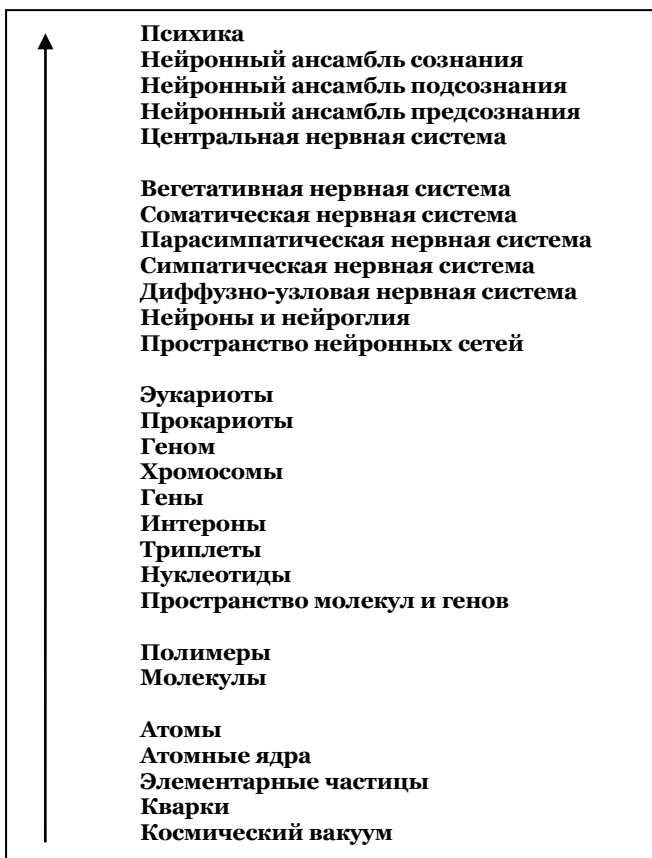 Психика
Нейронный ансамбль сознания
Нейронный ансамбль подсознания
Нейронный ансамбль предсознания
Центральная нервная система
Вегетативная нервная система
Соматическая нервная система
Парасимпатическая нервная система
Симпатическая нервная система
Диффузно-узловая нервная система
Нейроны и нейроглия
Пространство нейронных сетей
Эукариоты
Прокариоты
Геном
Хромосомы
Гены
Интероны
Триплеты
Нуклеотиды
Пространство молекул и генов
Полимеры
Молекулы
Атомы
Атомные ядра
Элементарные частицы
Кварки
Космический вакуум